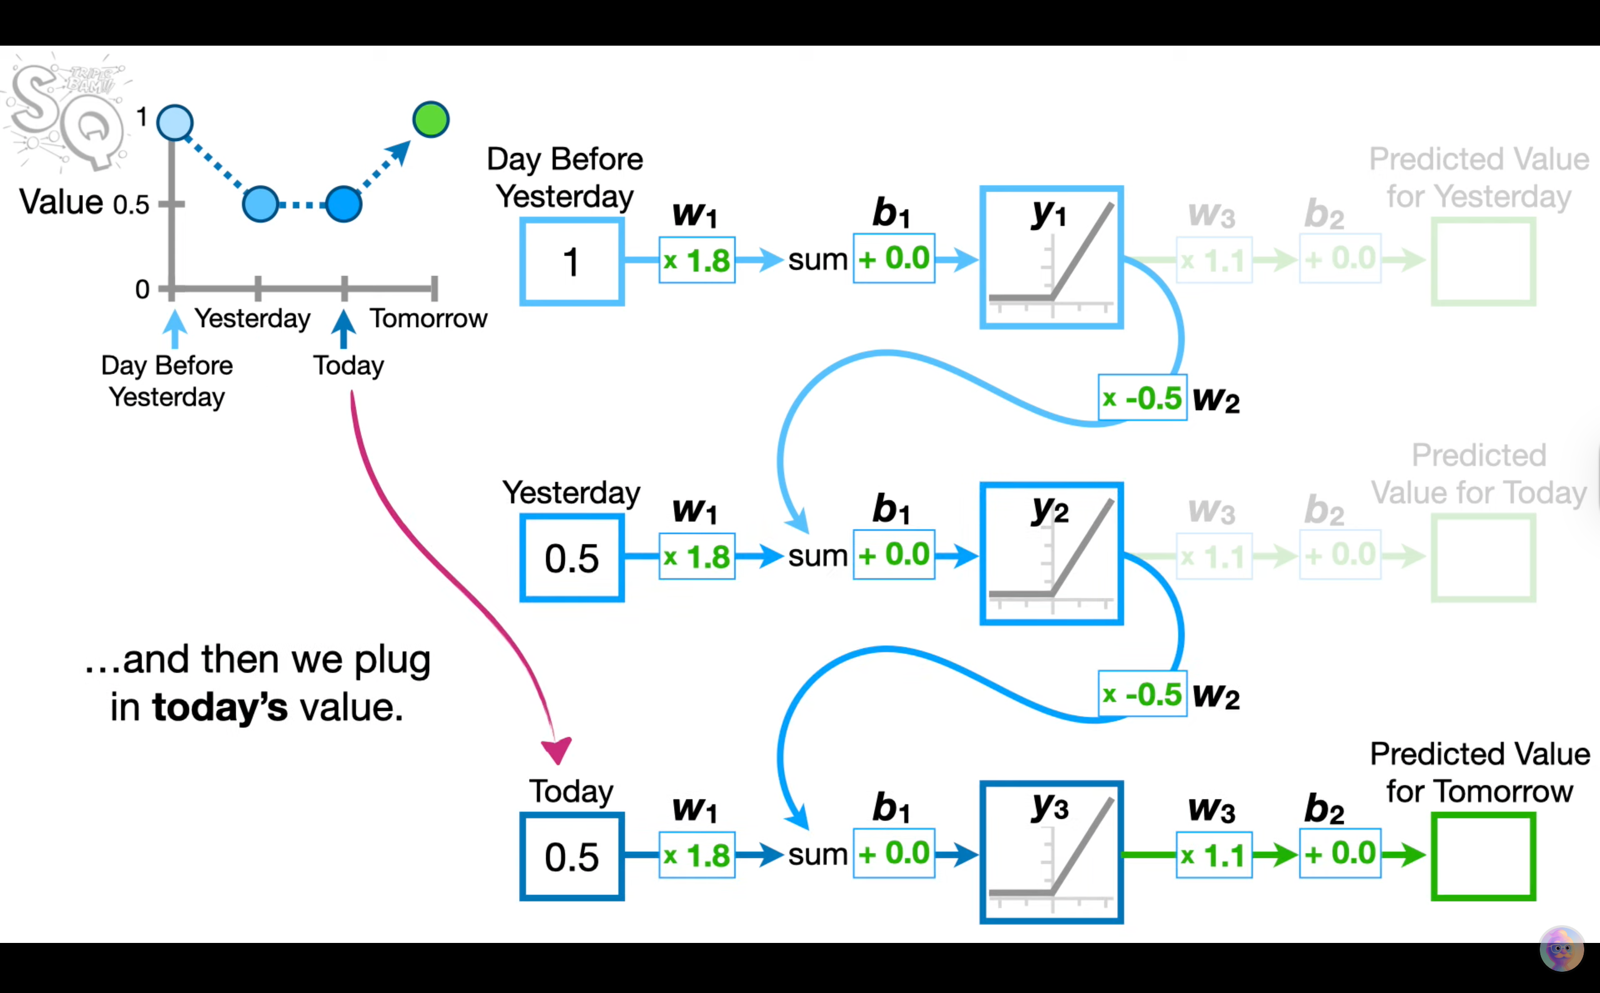 SQ
TRIPLE
BAM!!!
1
Value 0.5
0
Yesterday
Tomorrow
Day Before
Yesterday
Today
…and then we plug
in today’s value.
Day Before
Yesterday
1
w1
x 1.8
sum
b1
+ 0.0
y1
w3
x 1.1
b2
+ 0.0
Predicted Value
for Yesterday
x -0.5 w2
Yesterday
0.5
w1
x 1.8
sum
b1
+ 0.0
y2
w3
x 1.1
b2
+ 0.0
Predicted
Value for Today
x -0.5 w2
Today
0.5
w1
x 1.8
sum
b1
+ 0.0
y3
w3
x 1.1
b2
+ 0.0
Predicted Value
for Tomorrow